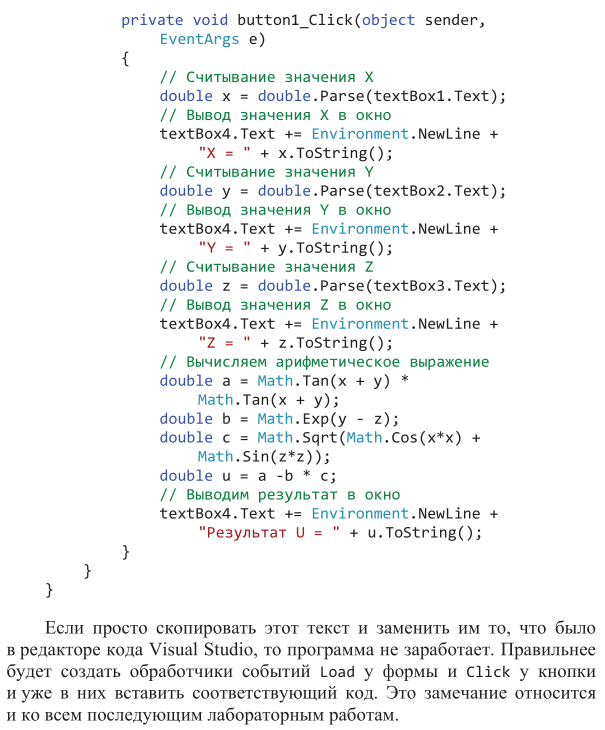 private void button1_Click(object sender,
EventArgs e)
{
// Считывание значения X
double x = double.Parse(textBox1.Text);
// Вывод значения X в окно
textBox4.Text += Environment.NewLine +
"X = " + x.ToString();
// Считывание значения Y
double y = double.Parse(textBox2.Text);
// Вывод значения Y в окно
textBox4.Text += Environment.NewLine +
"Y = " + y.ToString();
// Считывание значения Z
double z = double.Parse(textBox3.Text);
// Вывод значения Z в окно
textBox4.Text += Environment.NewLine +
"Z = " + z.ToString();
// Вычисляем арифметическое выражение
double a = Math.Tan(x + y) *
Math.Tan(x + y);
double b = Math.Exp(y - z);
double c = Math.Sqrt(Math.Cos(x*x) +
Math.Sin(z*z));
double u = a -b * c;
// Выводим результат в окно
textBox4.Text += Environment.NewLine +
"Результат U = " + u.ToString();
}
}
}
Если просто скопировать этот текст и заменить им то, что было
в редакторе кода Visual Studio, то программа не заработает. Правильнее
будет создать обработчики событий Load у формы и Click у кнопки
и уже в них вставить соответствующий код. Это замечание относится
и ко всем последующим лабораторным работам.